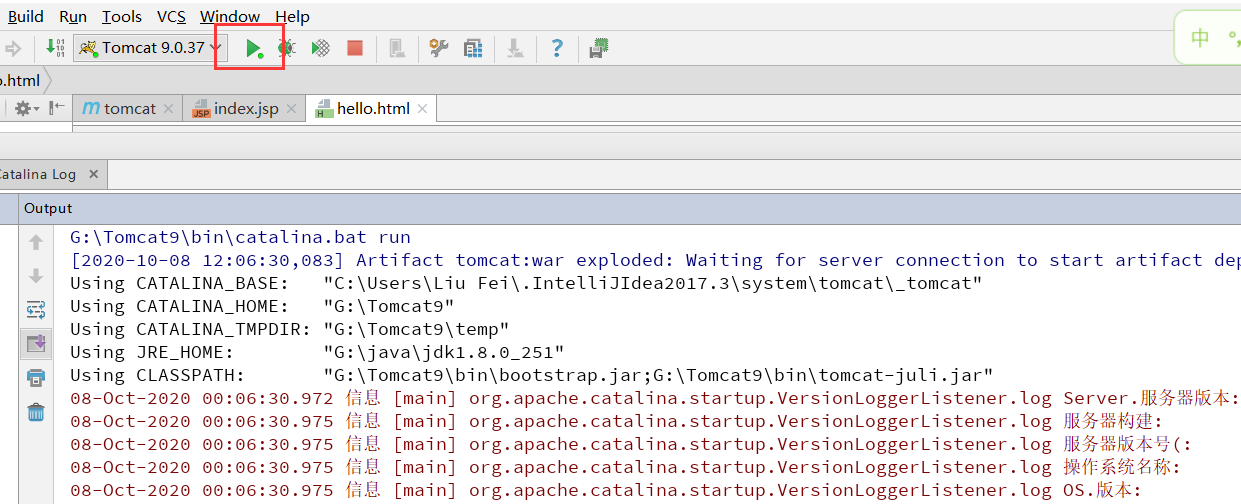 Build Run Tools VCS Window Help
Tomcat 9.0.37 中
o.html
tomcat index.jsp hello.html
Catalina Log
Output
G:\Tomcat9\bin\catalina.bat run
[2020-10-08 12:06:30,083] Artifact tomcat:war exploded: Waiting for server connection to start artifact dep
Using CATALINA_BASE:   "C:\Users\Liu Fei\.IntelliJIdea2017.3\system\tomcat\_tomcat"
Using CATALINA_HOME:   "G:\Tomcat9"
Using CATALINA_TMPDIR: "G:\Tomcat9\temp"
Using JRE_HOME:        "G:\java\jdk1.8.0_251"
Using CLASSPATH:       "G:\Tomcat9\bin\bootstrap.jar;G:\Tomcat9\bin\tomcat-juli.jar"
08-Oct-2020 00:06:30.972 信息 [main] org.apache.catalina.startup.VersionLoggerListener.log Server.服务器版本:
08-Oct-2020 00:06:30.975 信息 [main] org.apache.catalina.startup.VersionLoggerListener.log 服务器构建:
08-Oct-2020 00:06:30.975 信息 [main] org.apache.catalina.startup.VersionLoggerListener.log 服务器版本号(:
08-Oct-2020 00:06:30.975 信息 [main] org.apache.catalina.startup.VersionLoggerListener.log 操作系统名称:
08-Oct-2020 00:06:30.975 信息 [main] org.apache.catalina.startup.VersionLoggerListener.log OS.版本: